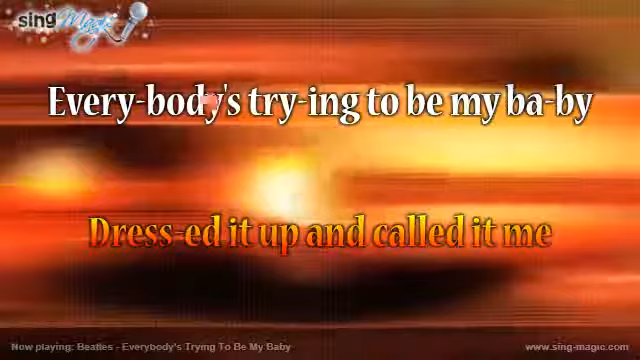 sing Magic
Every-body's try-ing to be my ba-by
Dress-ed it up and called it me
Now playing: Beatles - Everybody's Trying To Be My Baby
www.sing-magic.com